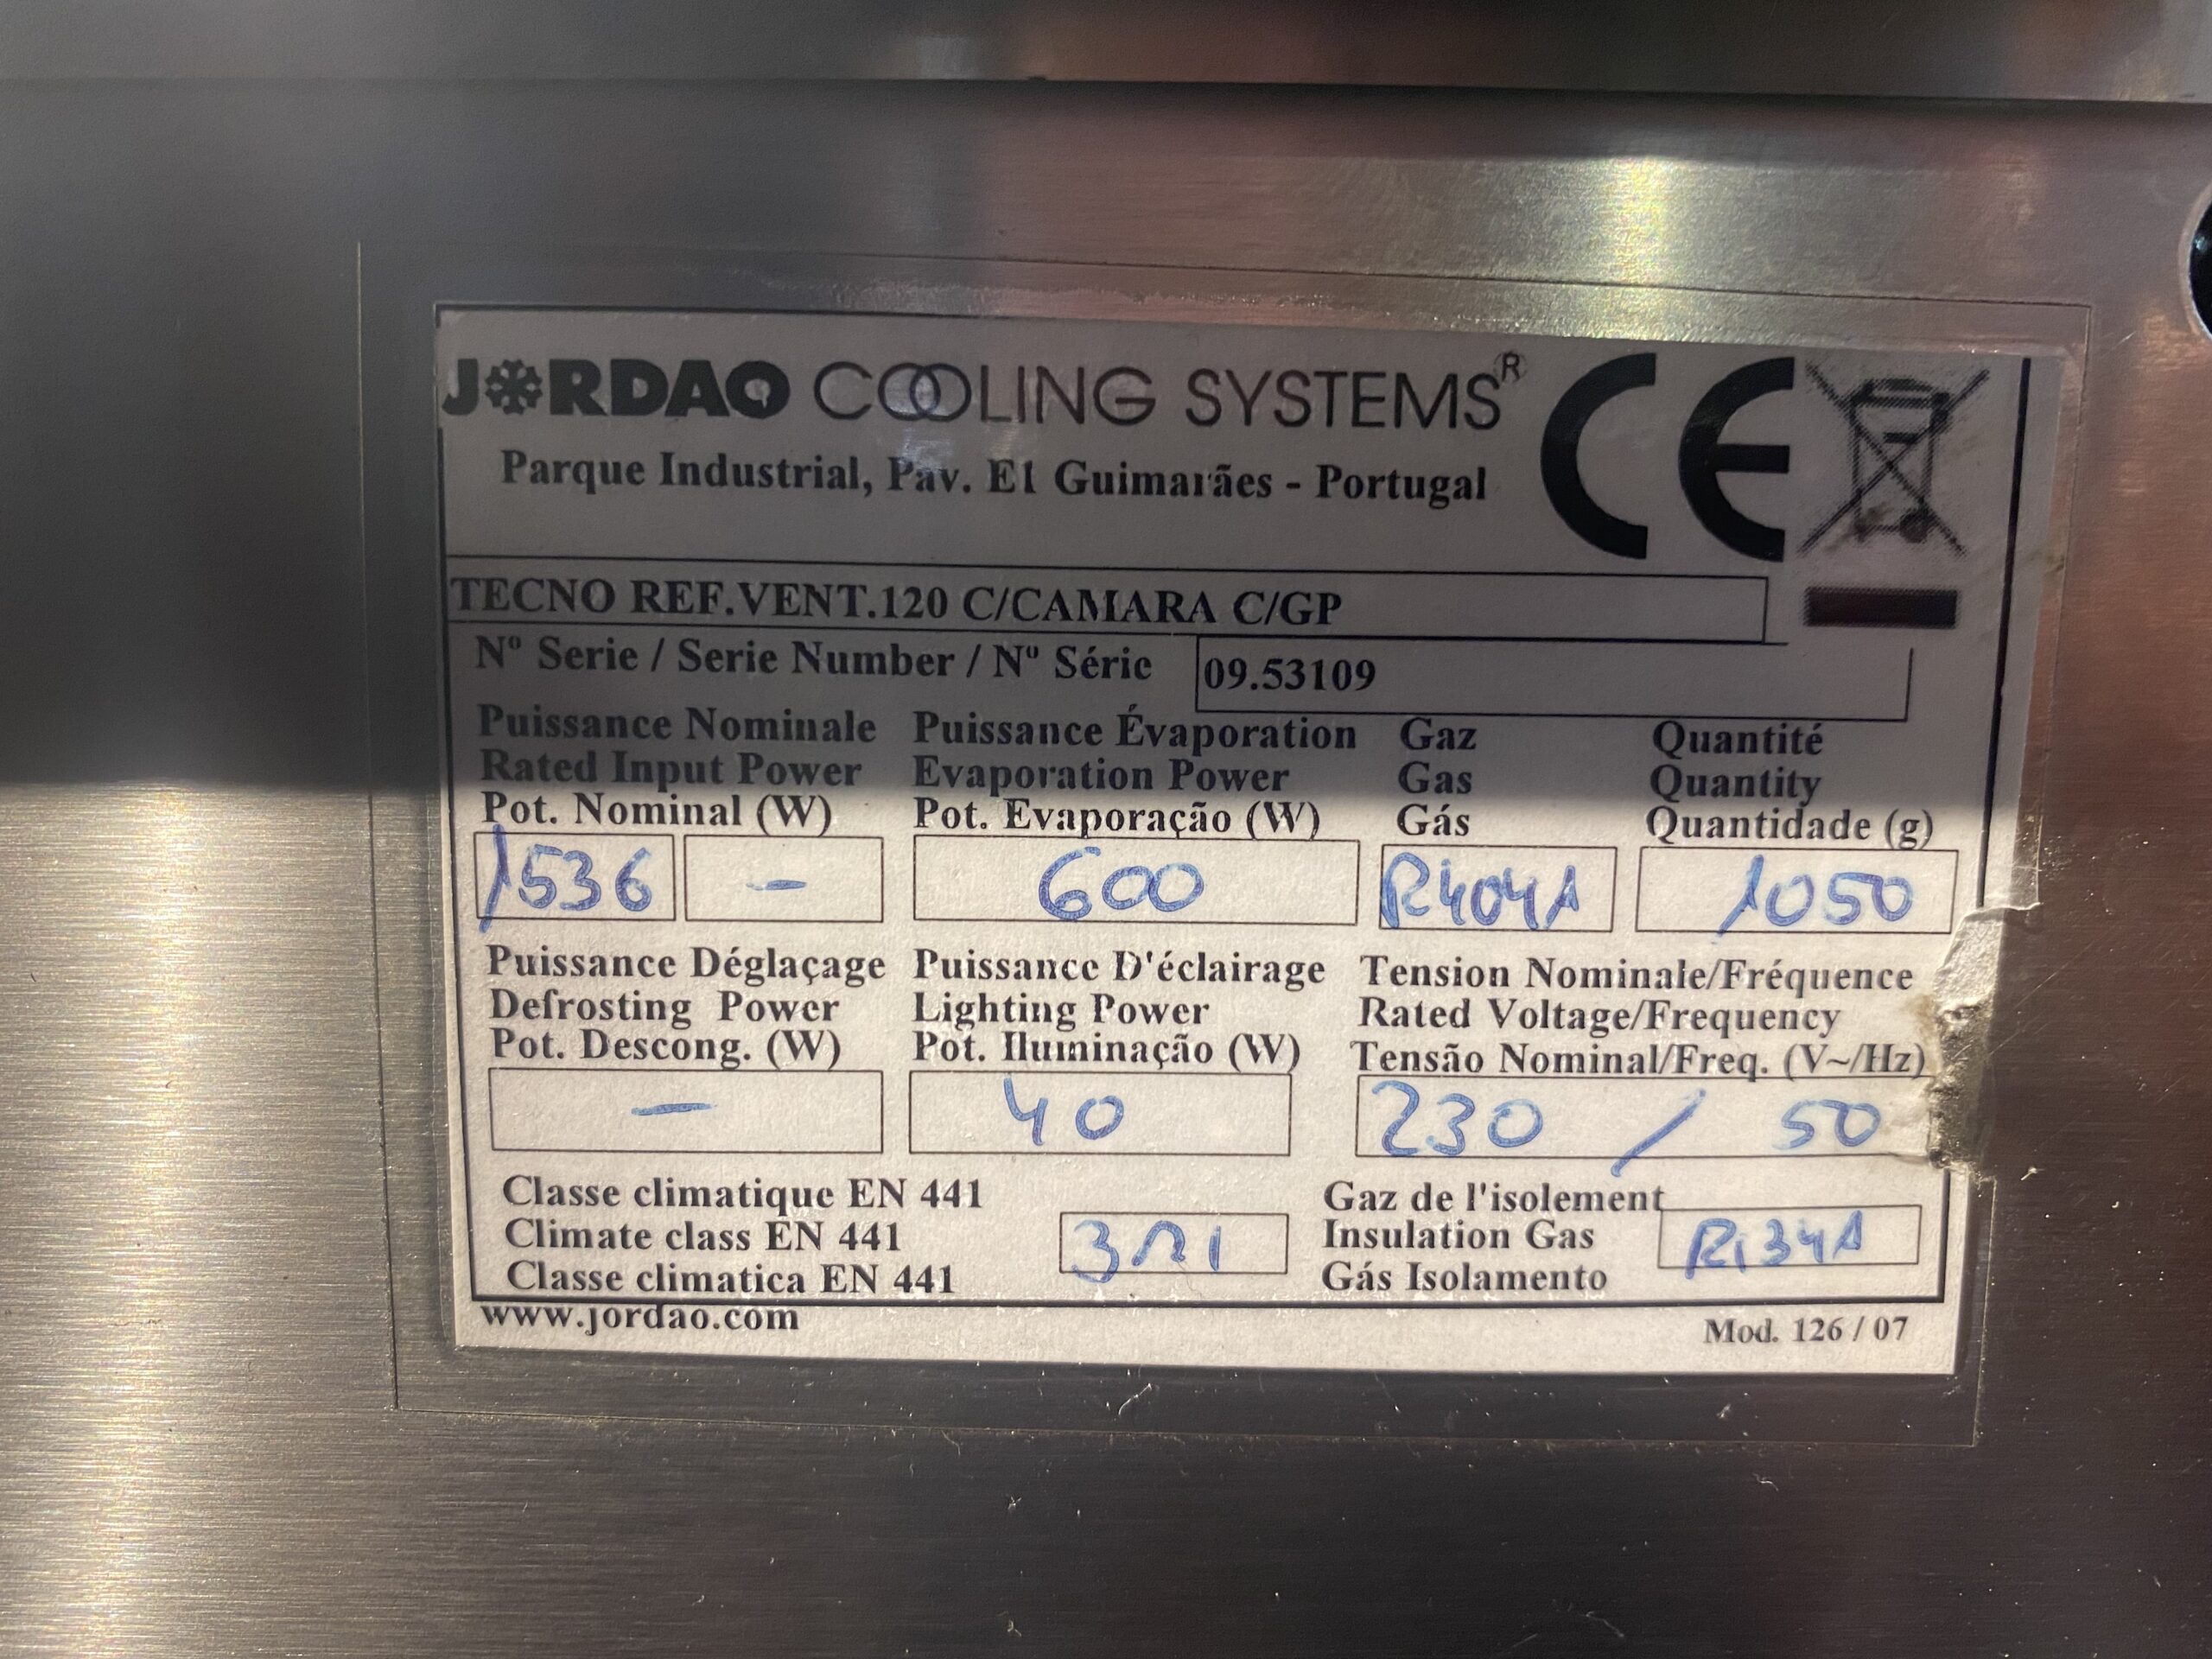 JORDAO COOLING SYSTEMS®
CE
Parque Industrial, Pav. E1 Guimarães - Portugal
TECNO REF.VENT.120 C/CAMARA C/GP
Nº Serie / Serie Number / Nº Série 09.53109
Puissance Nominale Puissance Évaporation Gaz Quantité
Rated Input Power Evaporation Power Gas Quantity
Pot. Nominal (W) Pot. Evaporação (W) Gás Quantidade (g)
1536 - 600 R404A 1050
Puissance Déglaçage Puissance D'éclairage Tension Nominale/Fréquence
Defrosting Power Lighting Power Rated Voltage/Frequency
Pot. Descong. (W) Pot. Iluminação (W) Tensão Nominal/Freq. (V~/Hz)
- 40 230 / 50
Classe climatique EN 441 Gaz de l'isolement
Climate class EN 441 3M1 Insulation Gas R134A
Classe climatica EN 441 Gás Isolamento
www.jordao.com Mod. 126 / 07